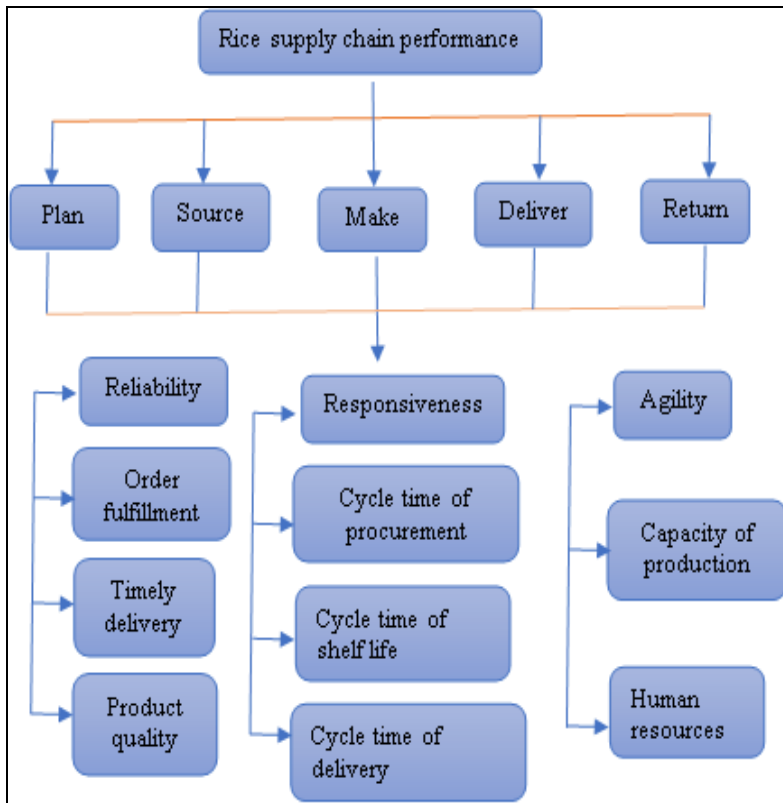 Rice supply chain performance
Plan
Source
Make
Deliver
Return
Reliability
Order
fulfillment
Timely
delivery
Product
quality
Responsiveness
Cycle time of
procurement
Cycle time of
shelf life
Cycle time of
delivery
Agility
Capacity of
production
Human
resources